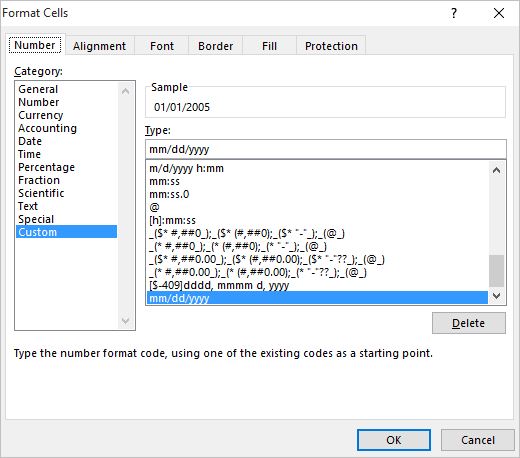 Format Cells
Number Alignment Font Border Fill Protection
Category:
General
Number
Currency
Accounting
Date
Time
Percentage
Fraction
Scientific
Text
Special
Custom
Sample
01/01/2005
Type:
mm/dd/yyyy
m/d/yyyy h:mm
mm:ss
mm:ss.0
@
[h]:mm:ss
_($* #,##0_);_($* (#,##0);_($* "-"_);_(@_)
_(* #,##0_);_(* (#,##0);_(* "-"_);_(@_)
_($* #,##0.00_);_($* (#,##0.00);_($* "-"??_);_(@_)
_(* #,##0.00_);_(* (#,##0.00);_(* "-"??_);_(@_)
[$-409]dddd, mmmm d, yyyy
mm/dd/yyyy
Delete
Type the number format code, using one of the existing codes as a starting point.
OK Cancel